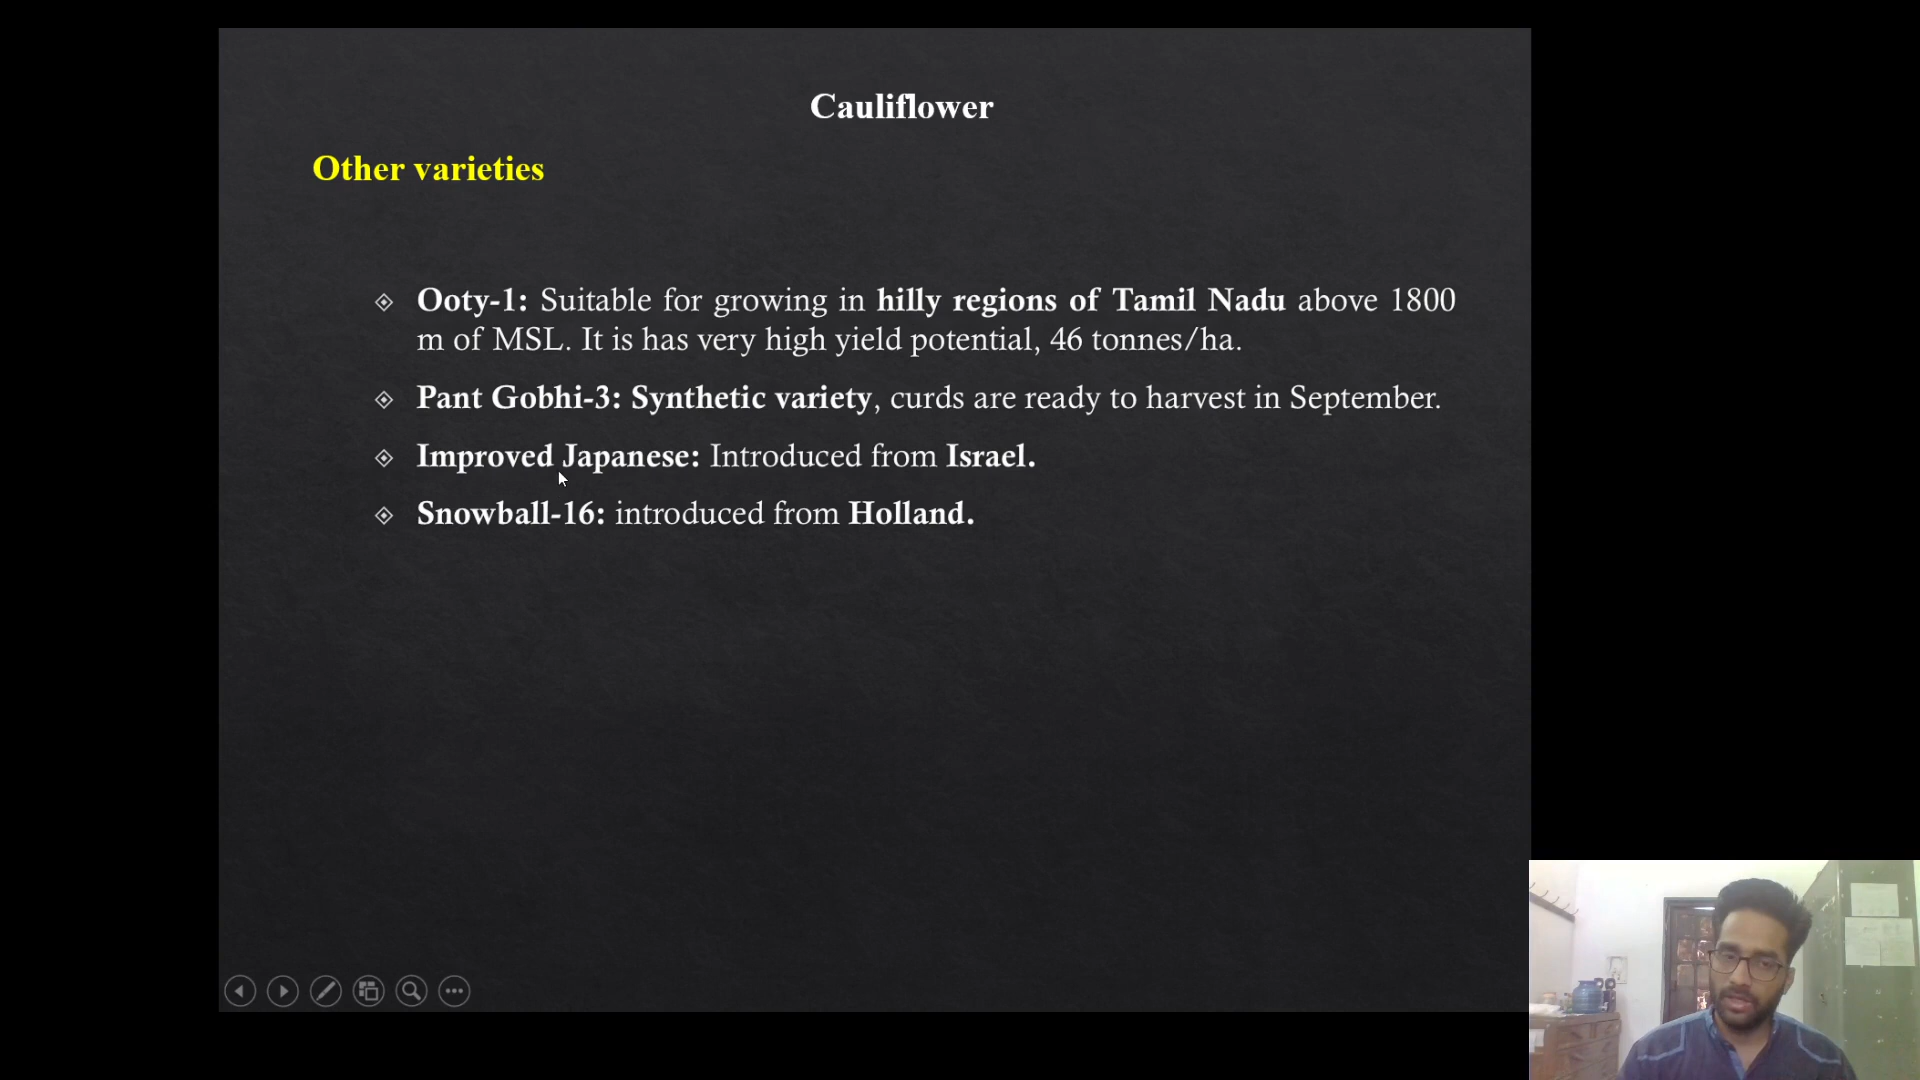 Cauliflower
Other varieties
Ooty-1: Suitable for growing in hilly regions of Tamil Nadu above 1800
m of MSL. It is has very high yield potential, 46 tonnes/ha.
Pant Gobhi-3: Synthetic variety, curds are ready to harvest in September.
Improved Japanese: Introduced from Israel.
Snowball-16: introduced from Holland.